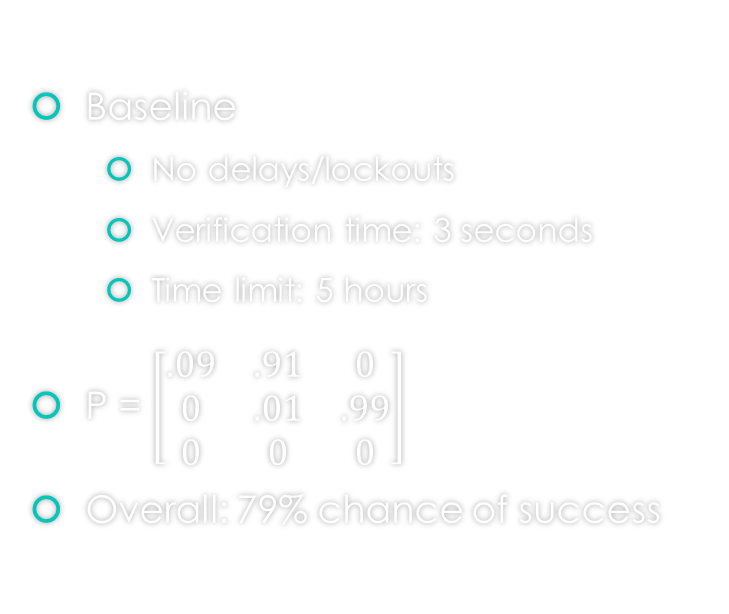 Baseline
No delays/lockouts
Verification time: 3 seconds
Time limit: 5 hours
P = [.09 .91 0
0 .01 .99
0 0 0]
Overall: 79% chance of success